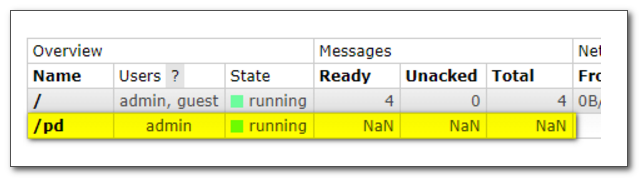 Overview Messages Net
Name Users ? State Ready Unacked Total Fro
/ admin, guest running 4 0 4 0B/
/pd admin running NaN NaN NaN